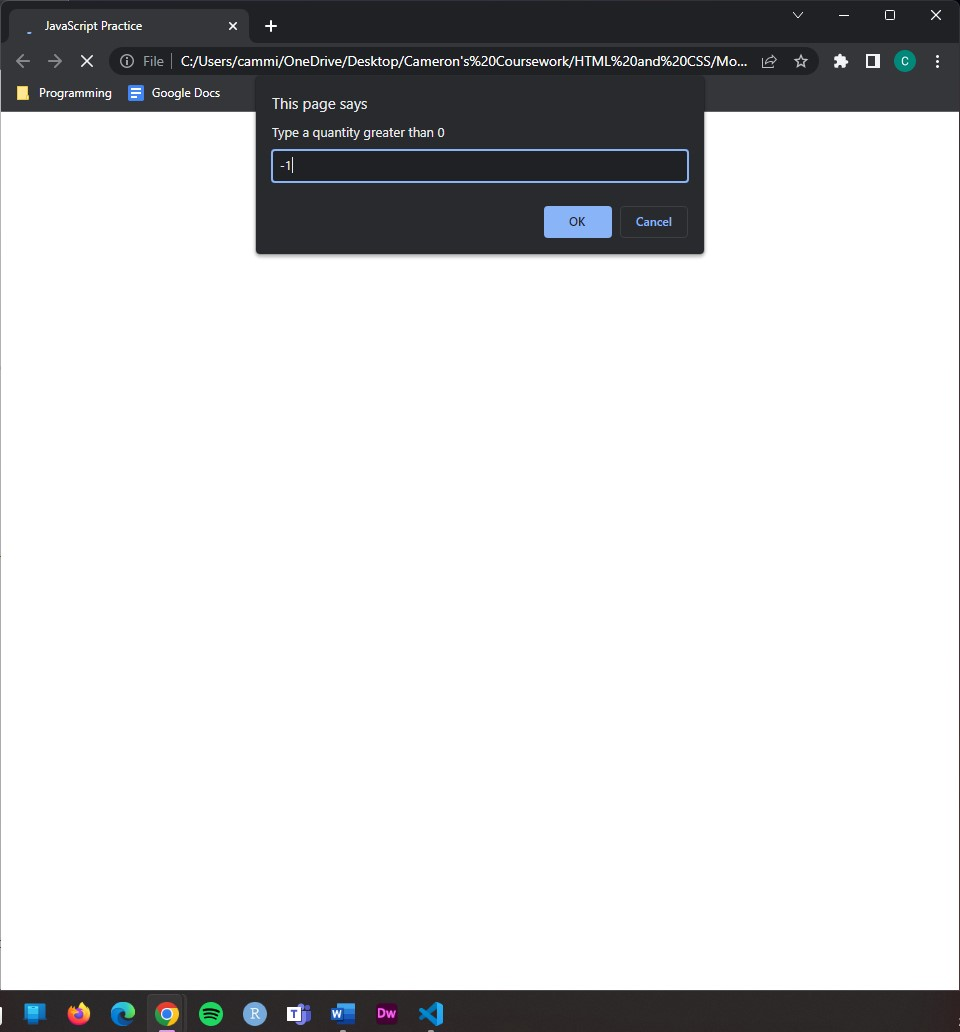 JavaScript Practice
File
C:/Users/cammi/OneDrive/Desktop/Cameron's%20Coursework/HTML%20and%20CSS/Mo...
C
Programming
Google Docs
This page says
Type a quantity greater than 0
-1
OK
Cancel
R
T
W
Dw